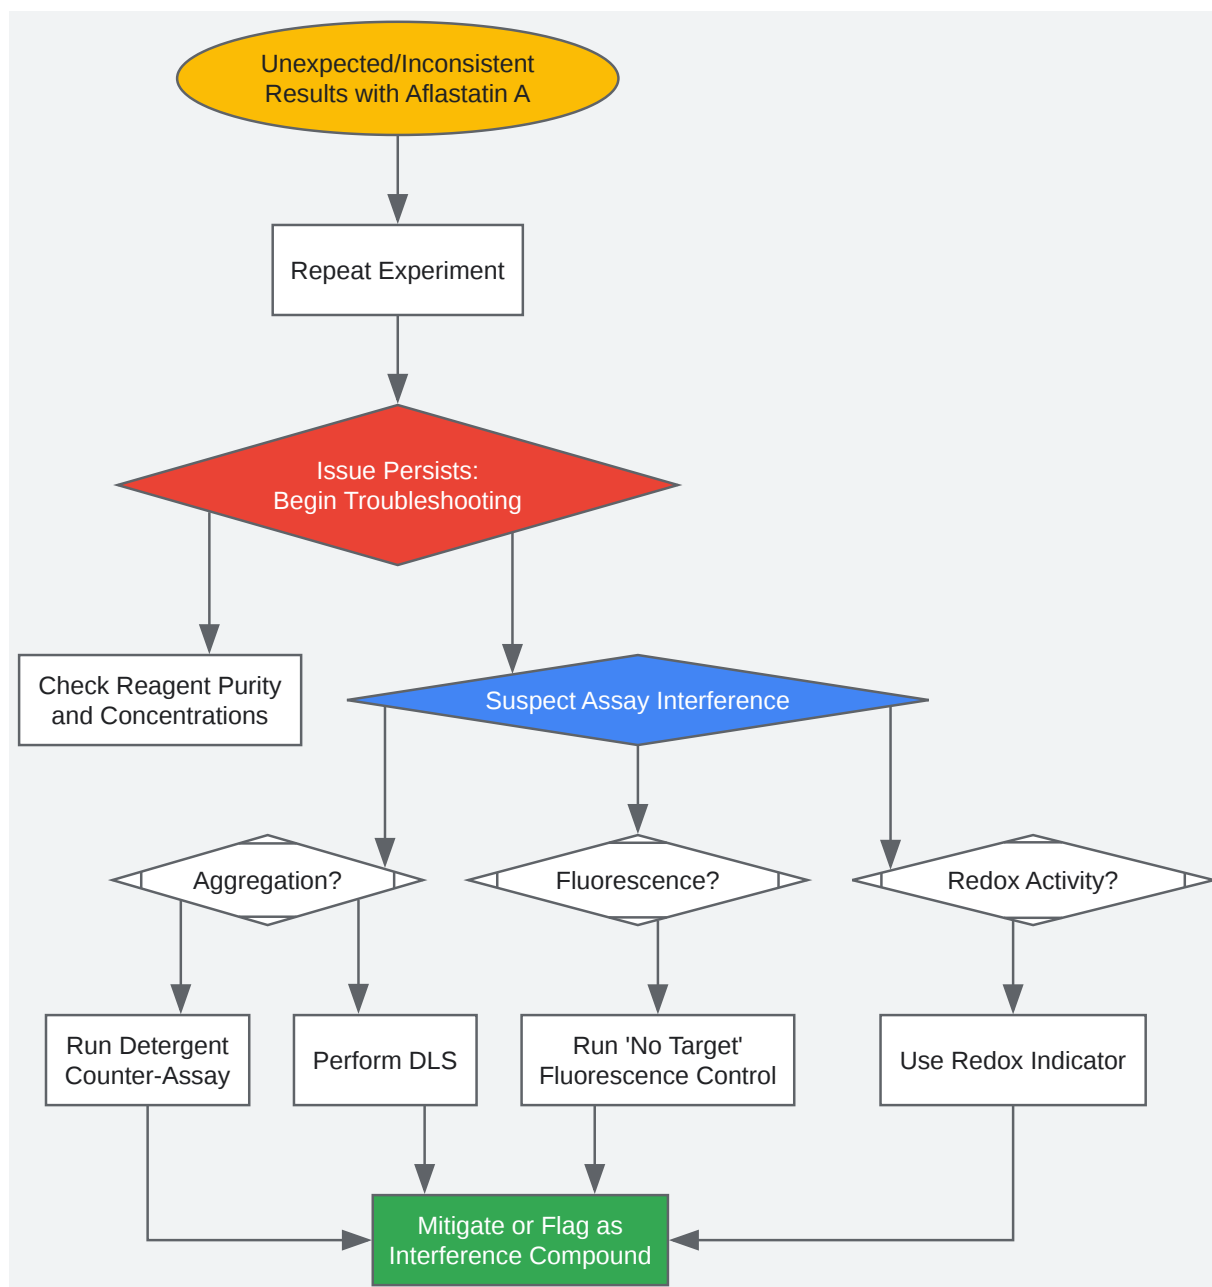 Unexpected/Inconsistent
Results with Aflastatin A
Repeat Experiment
Issue Persists:
Begin Troubleshooting
Check Reagent Purity
and Concentrations
Suspect Assay Interference
Aggregation?
Fluorescence?
Redox Activity?
Run Detergent
Counter-Assay
Perform DLS
Run 'No Target'
Fluorescence Control
Use Redox Indicator
Mitigate or Flag as
Interference Compound